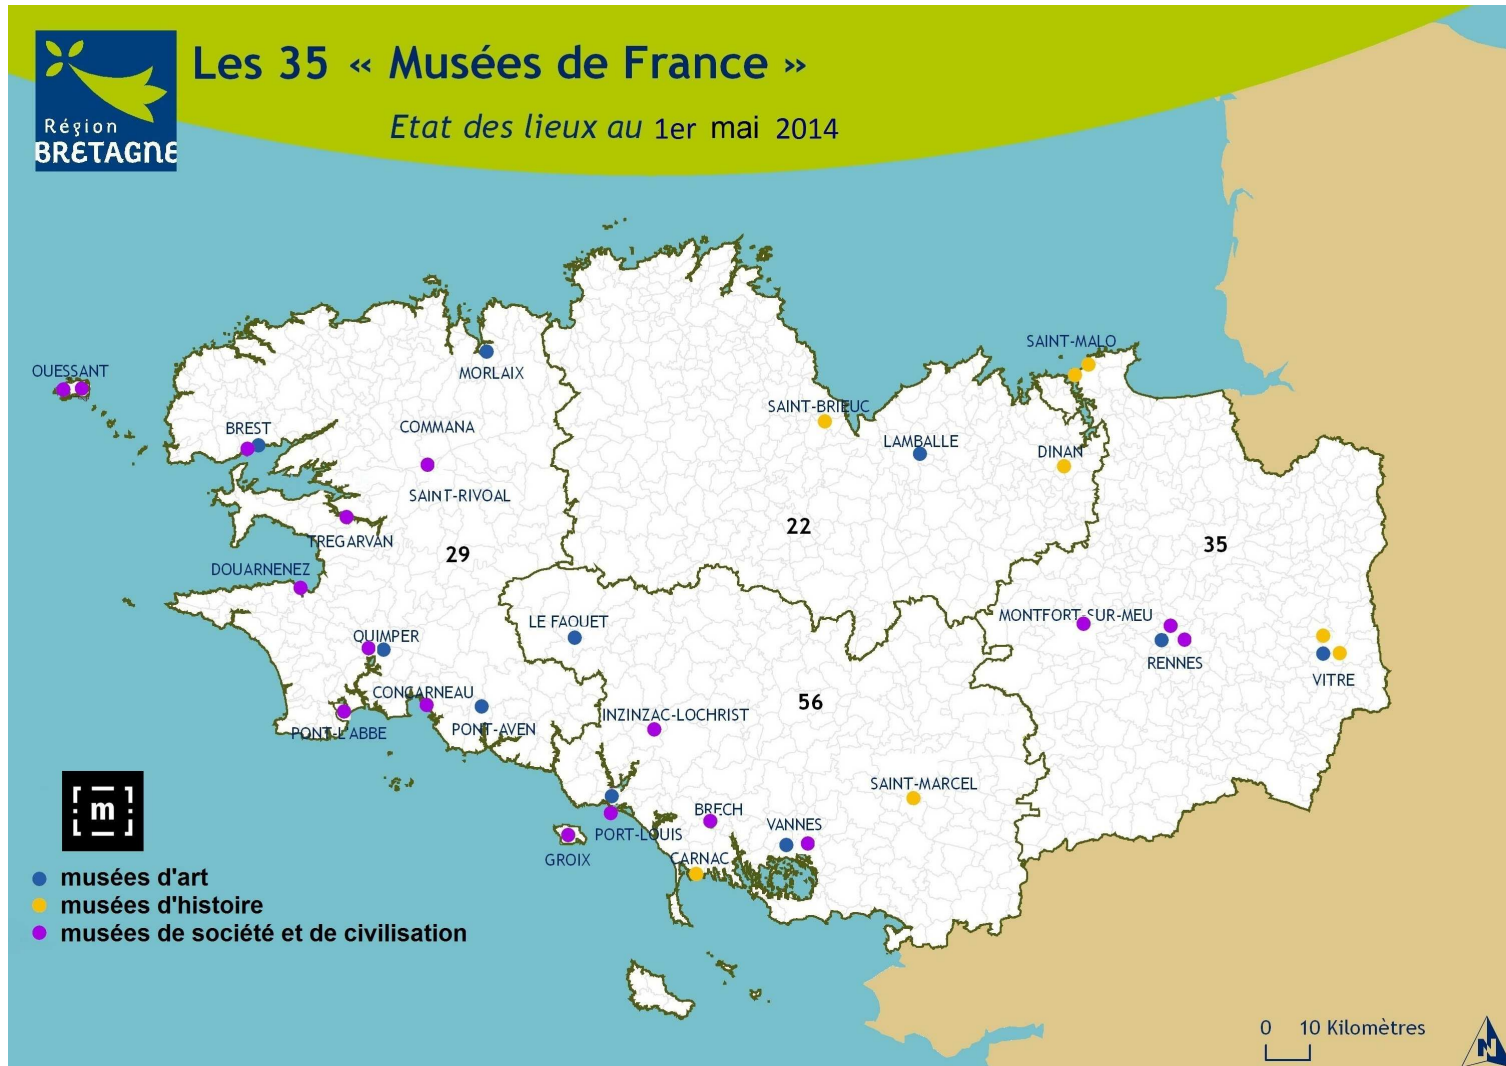 Les 35 « Musées de France »
Etat des lieux au 1er mai 2014
Région
BRETAGNE
SAINT-MALO
OUESSANT
MORLAIX
SAINT-BRIEUC
BREST
COMMANA
LAMBALLE
DINAN
SAINT-RIVOAL
22
TREGARVAN
29
35
DOUARNENEZ
LE FAOUET
MONTFORT-SUR-MEU
QUIMPER
RENNES
VITRE
CONCARNEAU
56
INZINZAC-LOCHRIST
PONT-L'ABBE
PONT-AVEN
SAINT-MARCEL
BRECH
VANNES
PORT-LOUIS
GROIX
CARNAC
[m]
musées d'art
musées d'histoire
musées de société et de civilisation
0 10 Kilomètres
N